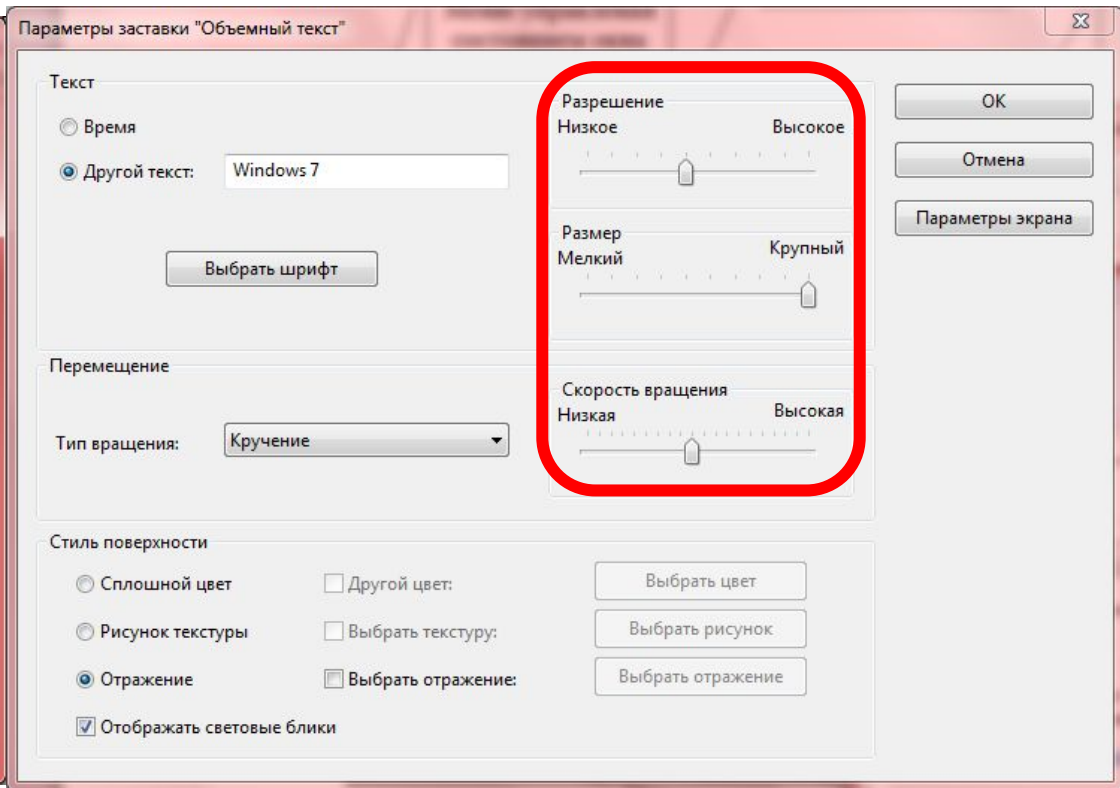 Параметры заставки "Объемный текст"
Текст
Время
Другой текст:
Windows 7
Выбрать шрифт
Разрешение
Низкое
Высокое
Размер
Мелкий
Крупный
OK
Отмена
Параметры экрана
Перемещение
Тип вращения:
Кручение
Скорость вращения
Низкая
Высокая
Стиль поверхности
Сплошной цвет
Другой цвет:
Выбрать цвет
Рисунок текстуры
Выбрать текстуру:
Выбрать рисунок
Отражение
Выбрать отражение:
Выбрать отражение
Отображать световые блики